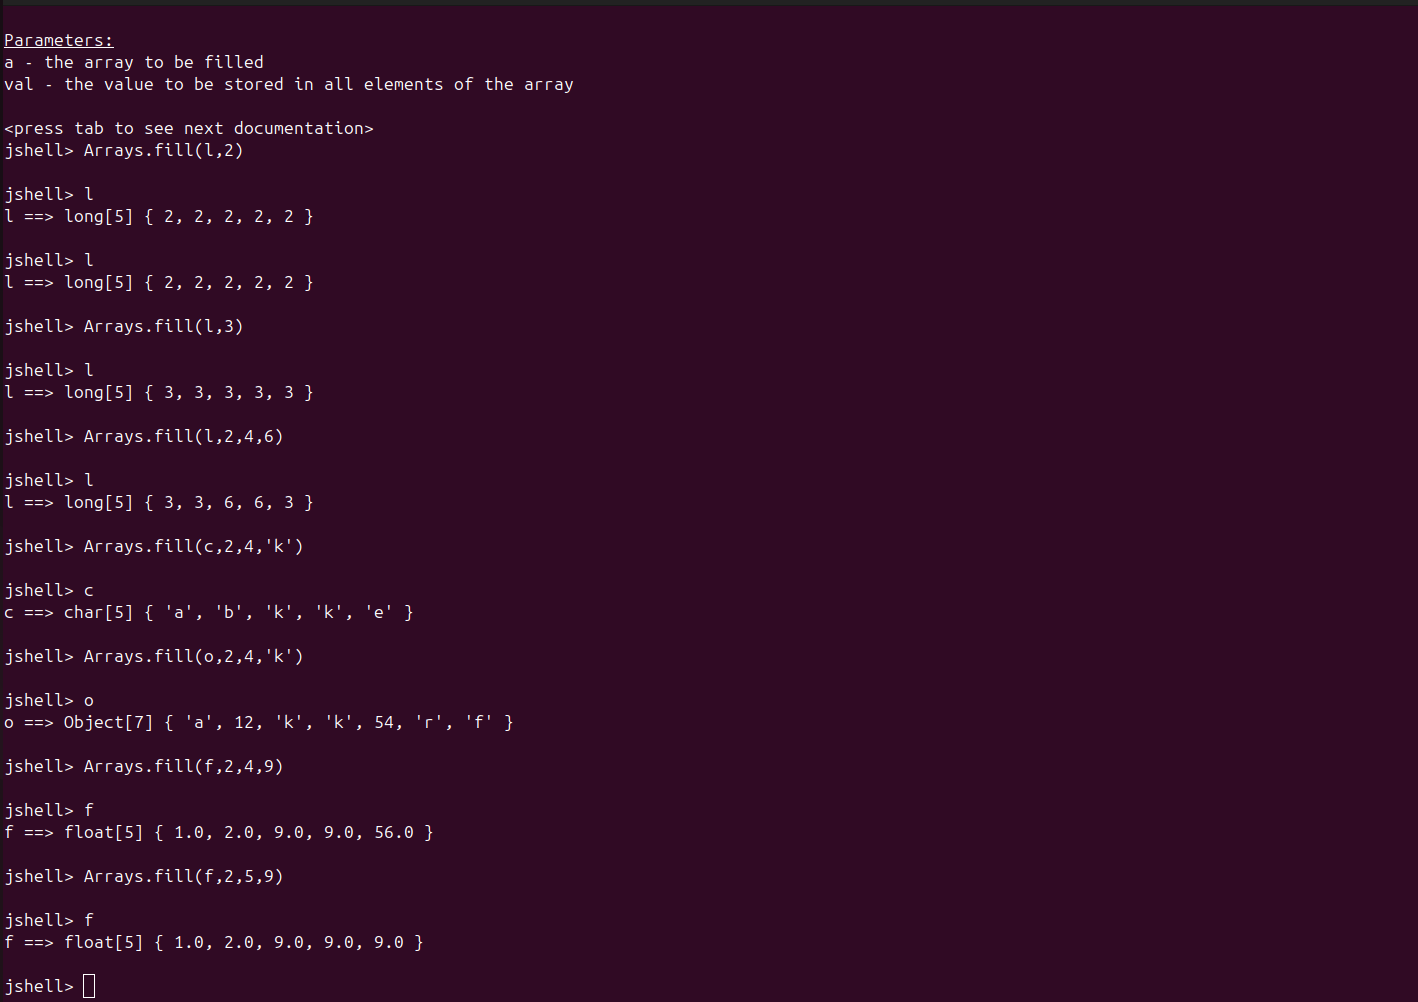 Parameters:
a - the array to be filled
val - the value to be stored in all elements of the array
<press tab to see next documentation>
jshell> Arrays.fill(l,2)
jshell> l
l ==> long[5] { 2, 2, 2, 2, 2 }
jshell> l
l ==> long[5] { 2, 2, 2, 2, 2 }
jshell> Arrays.fill(l,3)
jshell> l
l ==> long[5] { 3, 3, 3, 3, 3 }
jshell> Arrays.fill(l,2,4,6)
jshell> l
l ==> long[5] { 3, 3, 6, 6, 3 }
jshell> Arrays.fill(c,2,4,'k')
jshell> c
c ==> char[5] { 'a', 'b', 'k', 'k', 'e' }
jshell> Arrays.fill(o,2,4,'k')
jshell> o
o ==> Object[7] { 'a', 12, 'k', 'k', 54, 'r', 'f' }
jshell> Arrays.fill(f,2,4,9)
jshell> f
f ==> float[5] { 1.0, 2.0, 9.0, 9.0, 56.0 }
jshell> Arrays.fill(f,2,5,9)
jshell> f
f ==> float[5] { 1.0, 2.0, 9.0, 9.0, 9.0 }
jshell>